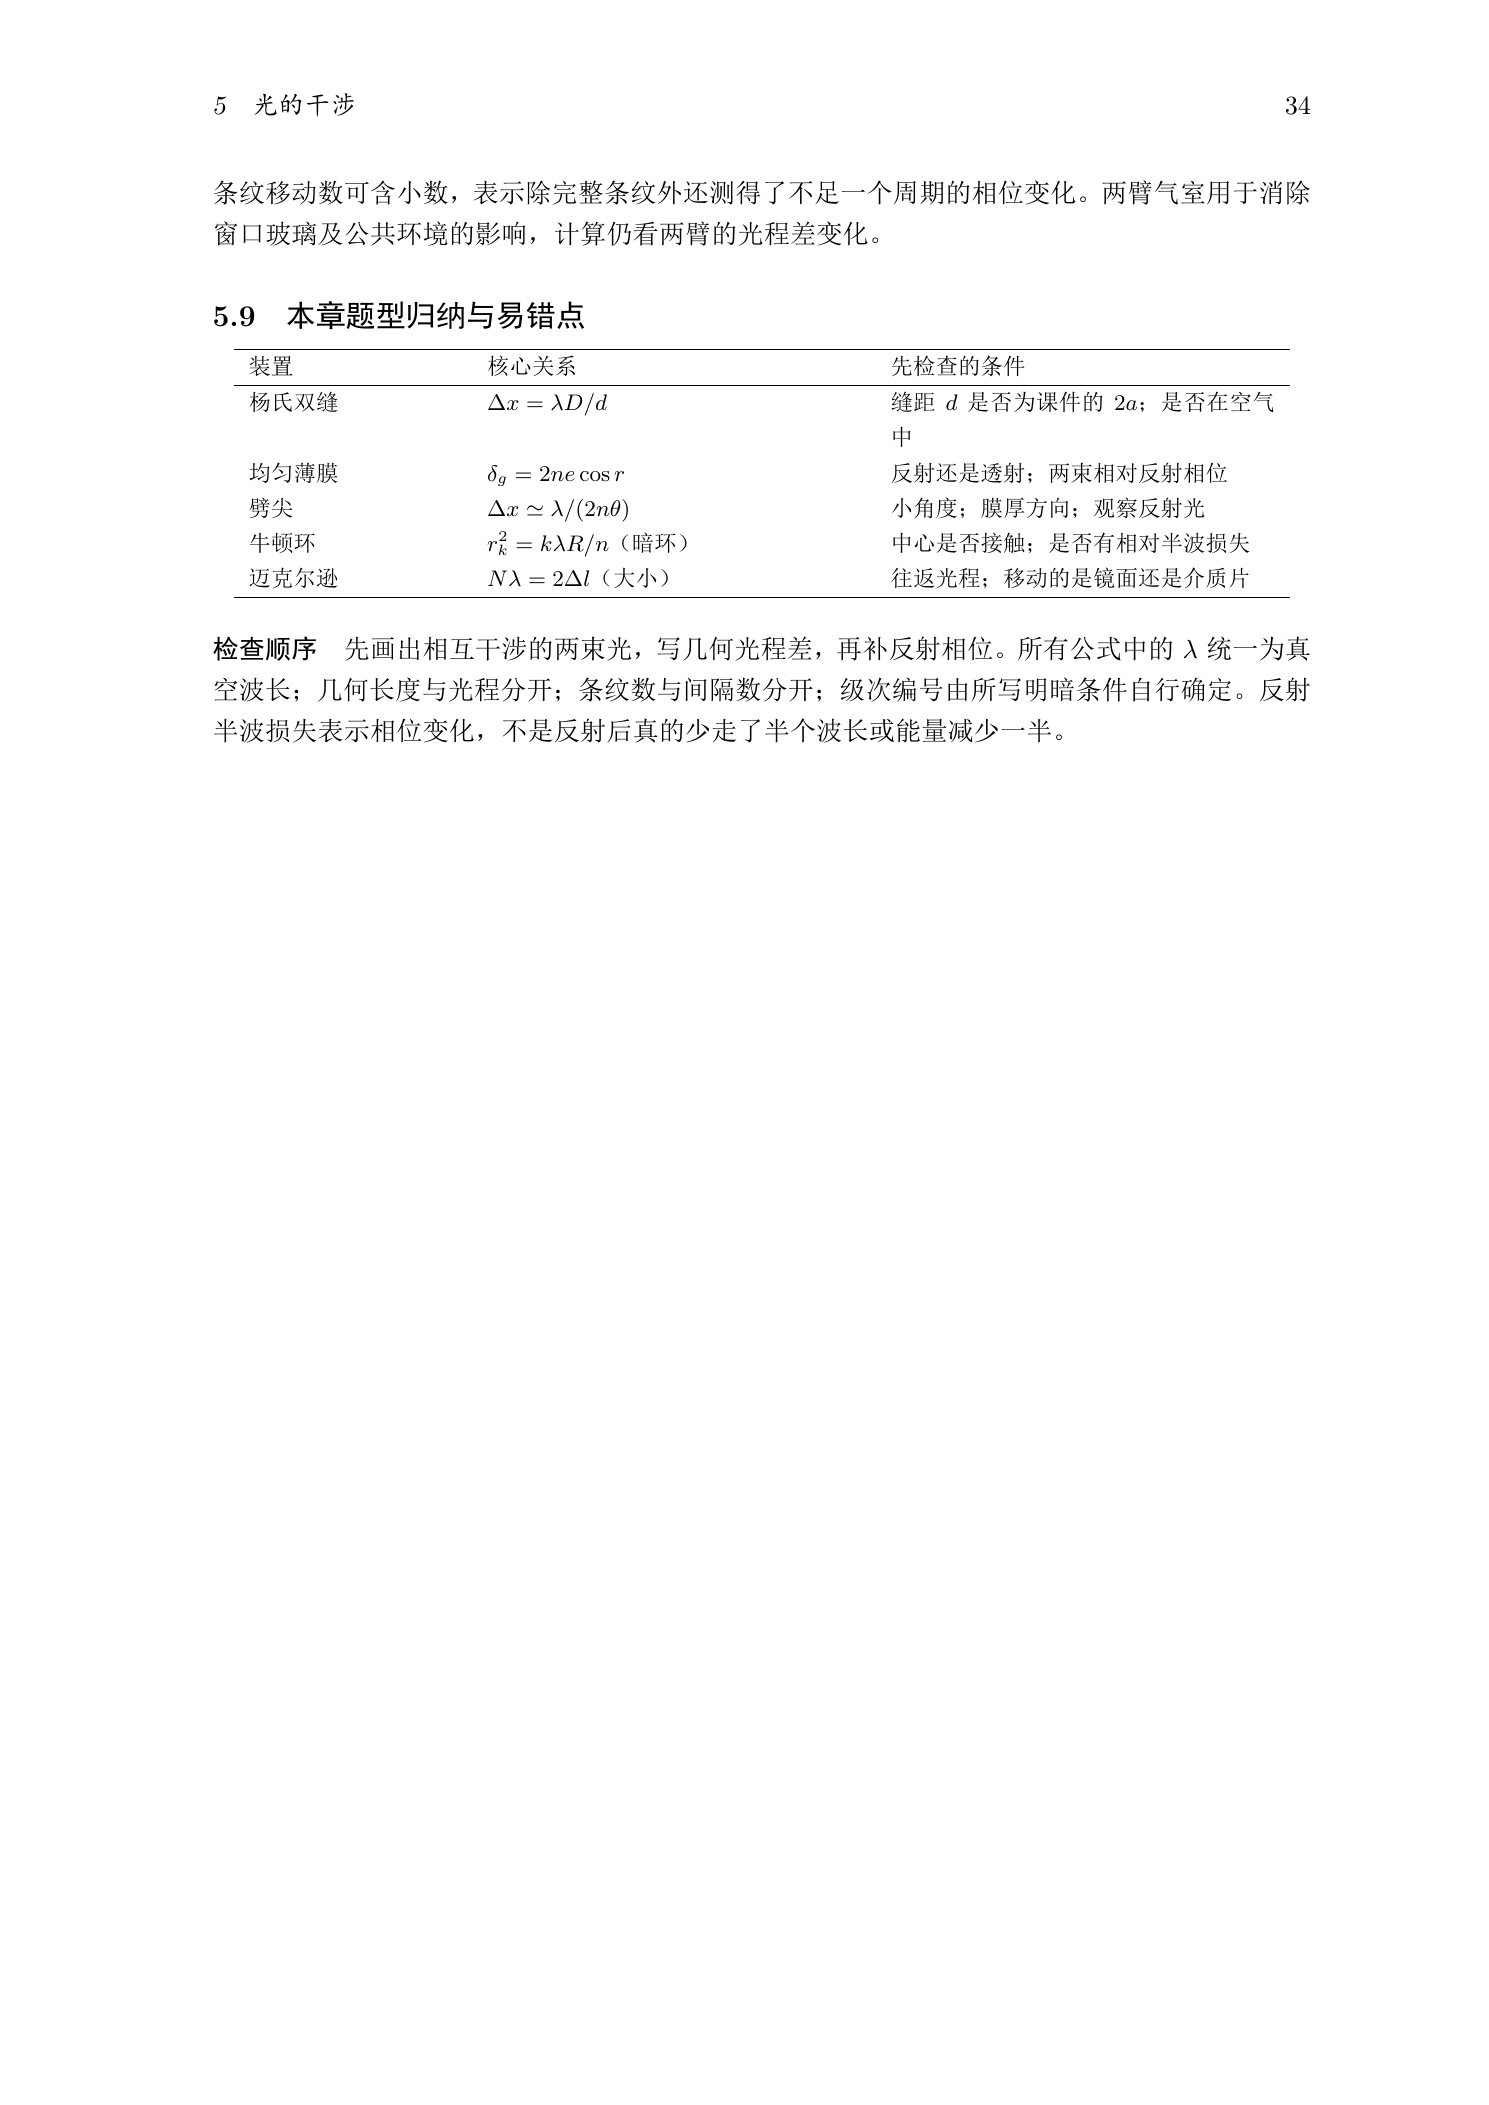 5 光的干涉 34
条纹移动数可含小数，表示除完整条纹外还测得了不足一个周期的相位变化。两臂气室用于消除
窗口玻璃及公共环境的影响，计算仍看两臂的光程差变化。
5.9 本章题型归纳与易错点
装置 核心关系 先检查的条件
杨氏双缝 Δx = λD/d 缝距 d 是否为课件的 2a；是否在空气
中
均匀薄膜 δ_g = 2ne cos r 反射还是透射；两束相对反射相位
劈尖 Δx ≃ λ/(2nθ) 小角度；膜厚方向；观察反射光
牛顿环 r_k^2 = kλR/n（暗环） 中心是否接触；是否有相对半波损失
迈克尔逊 Nλ = 2Δl（大小） 往返光程；移动的是镜面还是介质片
检查顺序 先画出相互干涉的两束光，写几何光程差，再补反射相位。所有公式中的 λ 统一为真
空波长；几何长度与光程分开；条纹数与间隔数分开；级次编号由所写明暗条件自行确定。反射
半波损失表示相位变化，不是反射后真的少走了半个波长或能量减少一半。